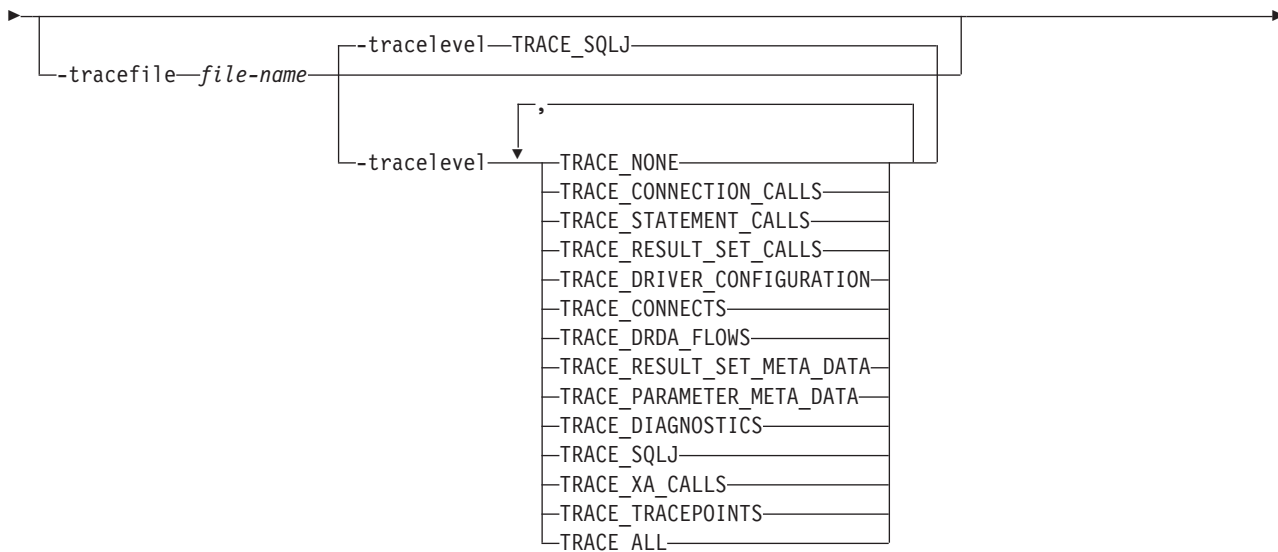 -tracelevel TRACE_SQLJ
-tracefile file-name
,
-tracelevel TRACE_NONE
TRACE_CONNECTION_CALLS
TRACE_STATEMENT_CALLS
TRACE_RESULT_SET_CALLS
TRACE_DRIVER_CONFIGURATION
TRACE_CONNECTS
TRACE_DRDA_FLOWS
TRACE_RESULT_SET_META_DATA
TRACE_PARAMETER_META_DATA
TRACE_DIAGNOSTICS
TRACE_SQLJ
TRACE_XA_CALLS
TRACE_TRACEPOINTS
TRACE_ALL